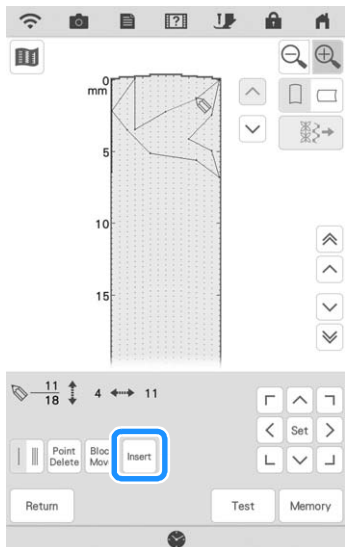 ?
0
mm
5
10
15
11
18
4
11
Point
Delete
Bloc
Mov
Insert
Set
Return
Test
Memory